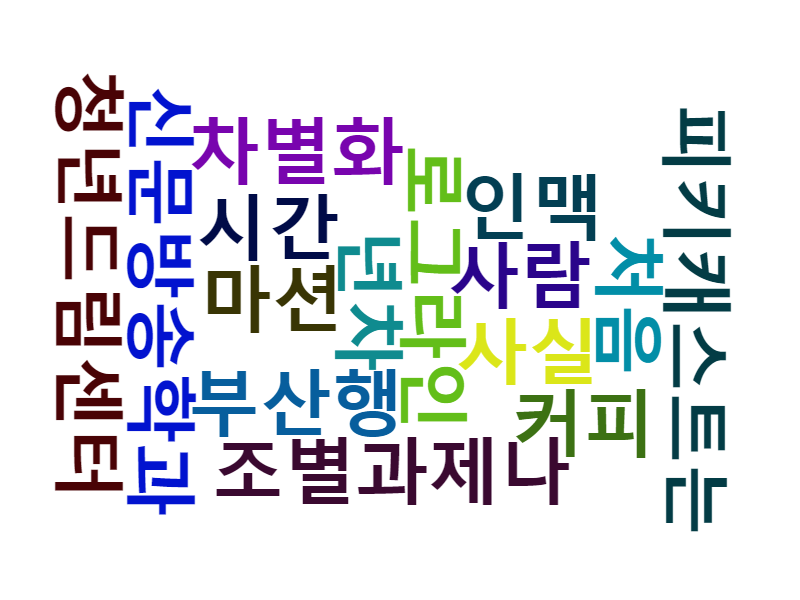 청년드림센터
신문방송학과
차별화
시간
마션
부산행
조별과제나
년차
로그라인
인맥
사람
사실
커피
처음
피키캐스트는